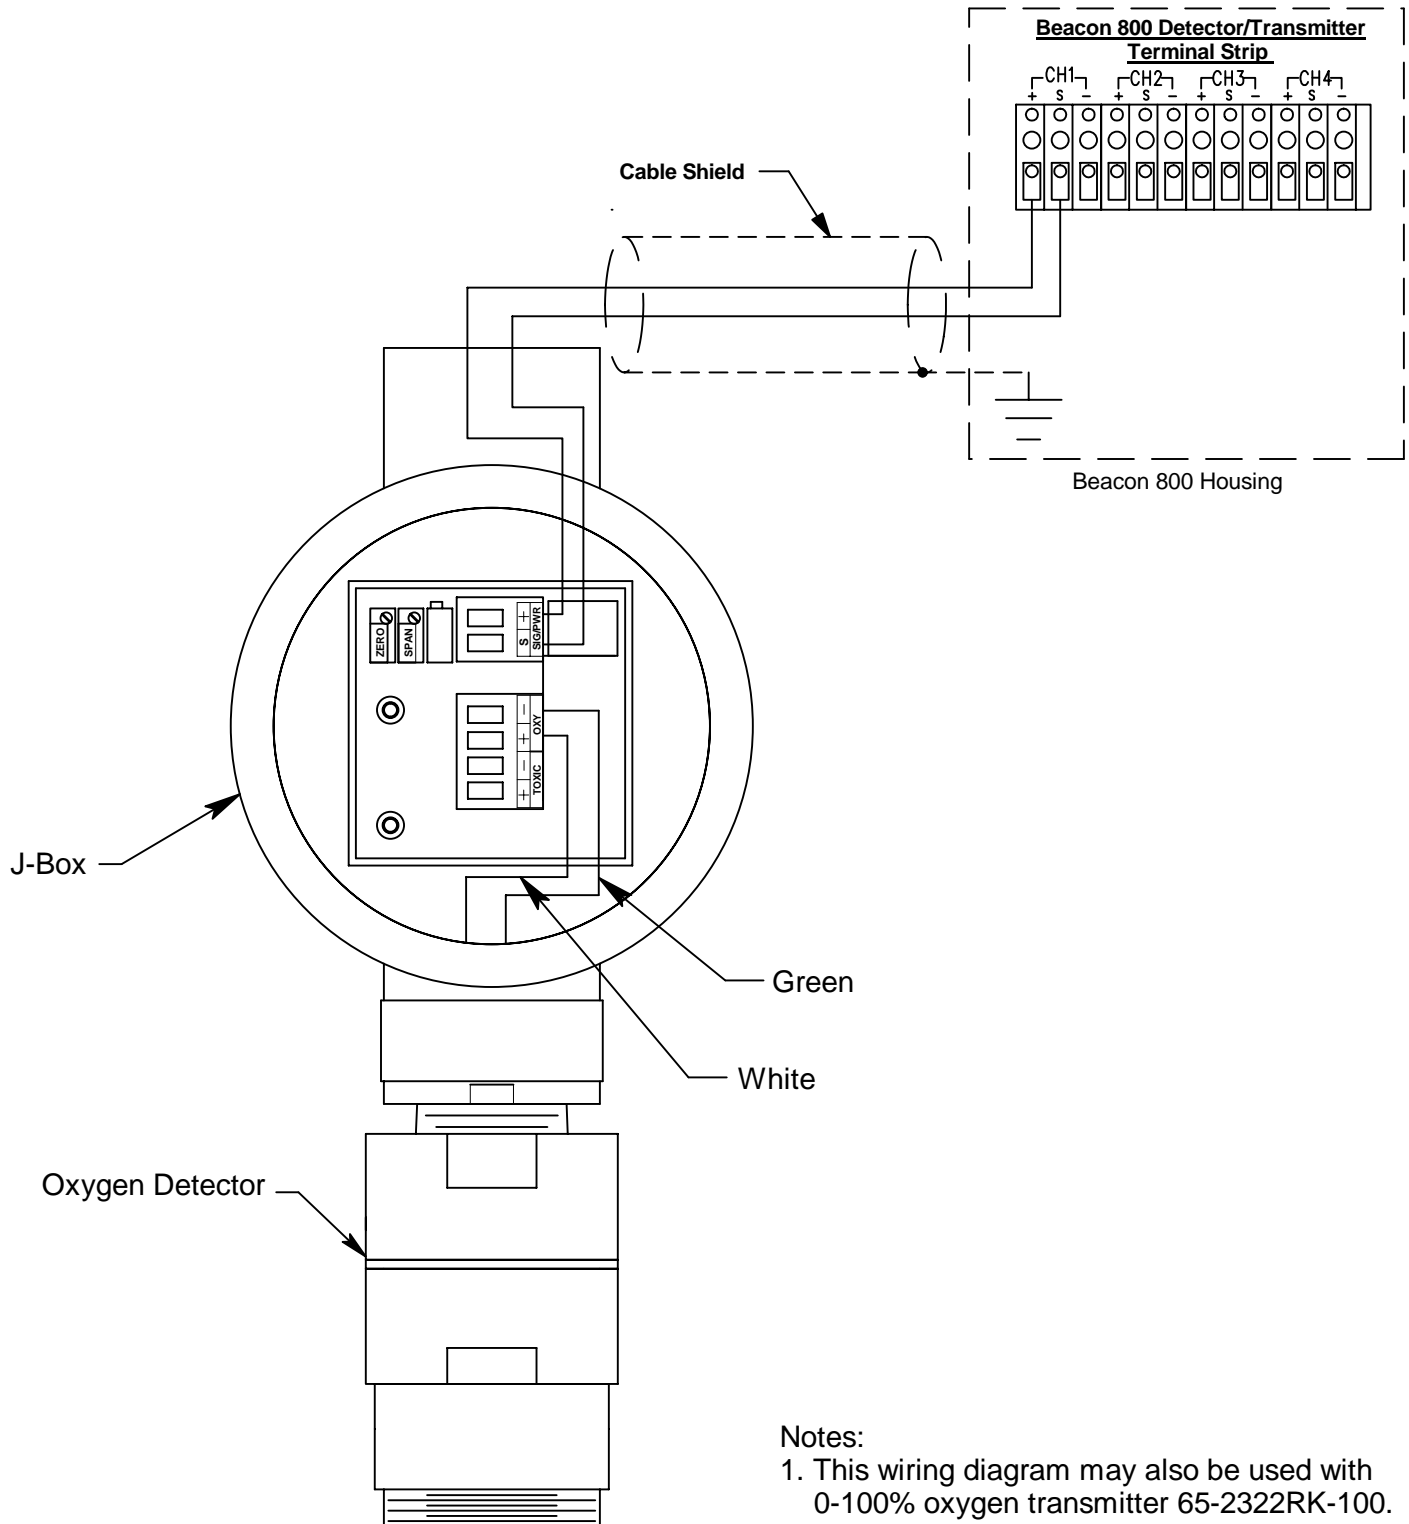 Beacon 800 Detector/Transmitter
Terminal Strip
CH1 CH2 CH3 CH4
+ S - + S - + S - + S -
Cable Shield
Beacon 800 Housing
ZERO
SPAN
+ S
SIG/PWR
- + - +
OXY
TOXIC
J-Box
Green
White
Oxygen Detector
Notes:
1. This wiring diagram may also be used with
0-100% oxygen transmitter 65-2322RK-100.